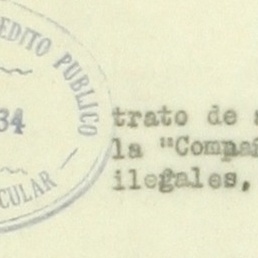 EDITO PUBLICO
34
CULAR
trato de
la "Compañ
ilegales,